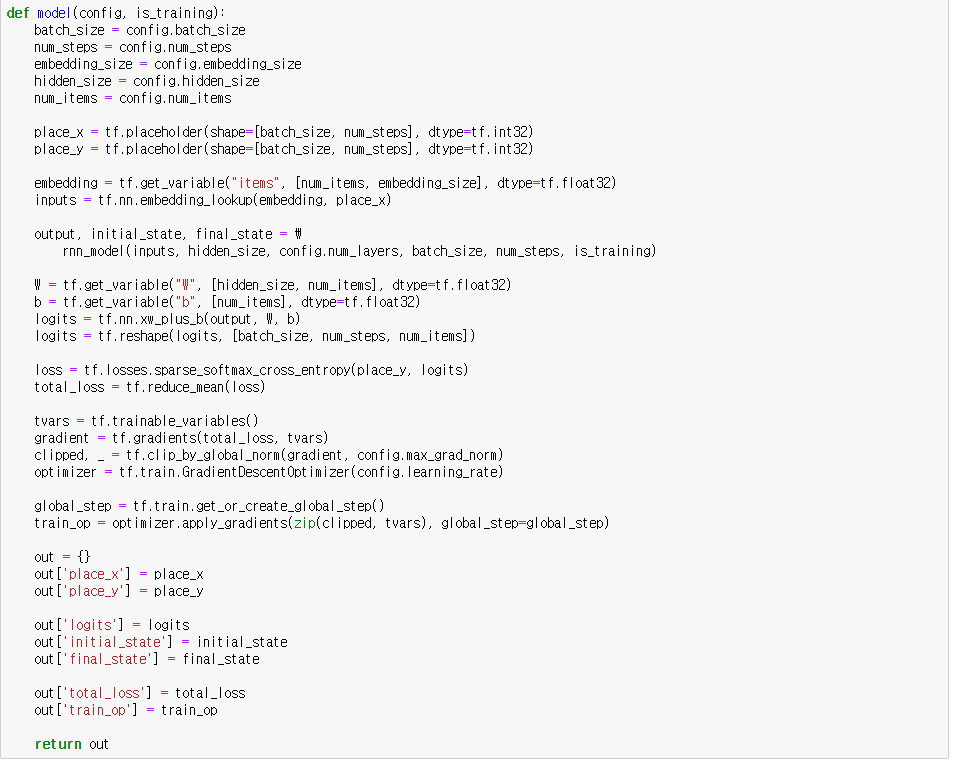 def model(config, is_training):
    batch_size = config.batch_size
    num_steps = config.num_steps
    embedding_size = config.embedding_size
    hidden_size = config.hidden_size
    num_items = config.num_items

    place_x = tf.placeholder(shape=[batch_size, num_steps], dtype=tf.int32)
    place_y = tf.placeholder(shape=[batch_size, num_steps], dtype=tf.int32)

    embedding = tf.get_variable("items", [num_items, embedding_size], dtype=tf.float32)
    inputs = tf.nn.embedding_lookup(embedding, place_x)

    output, initial_state, final_state = ₩
        rnn_model(inputs, hidden_size, config.num_layers, batch_size, num_steps, is_training)

    W = tf.get_variable("W", [hidden_size, num_items], dtype=tf.float32)
    b = tf.get_variable("b", [num_items], dtype=tf.float32)
    logits = tf.nn.xw_plus_b(output, W, b)
    logits = tf.reshape(logits, [batch_size, num_steps, num_items])

    loss = tf.losses.sparse_softmax_cross_entropy(place_y, logits)
    total_loss = tf.reduce_mean(loss)

    tvars = tf.trainable_variables()
    gradient = tf.gradients(total_loss, tvars)
    clipped, _ = tf.clip_by_global_norm(gradient, config.max_grad_norm)
    optimizer = tf.train.GradientDescentOptimizer(config.learning_rate)

    global_step = tf.train.get_or_create_global_step()
    train_op = optimizer.apply_gradients(zip(clipped, tvars), global_step=global_step)

    out = {}
    out['place_x'] = place_x
    out['place_y'] = place_y

    out['logits'] = logits
    out['initial_state'] = initial_state
    out['final_state'] = final_state

    out['total_loss'] = total_loss
    out['train_op'] = train_op

    return out